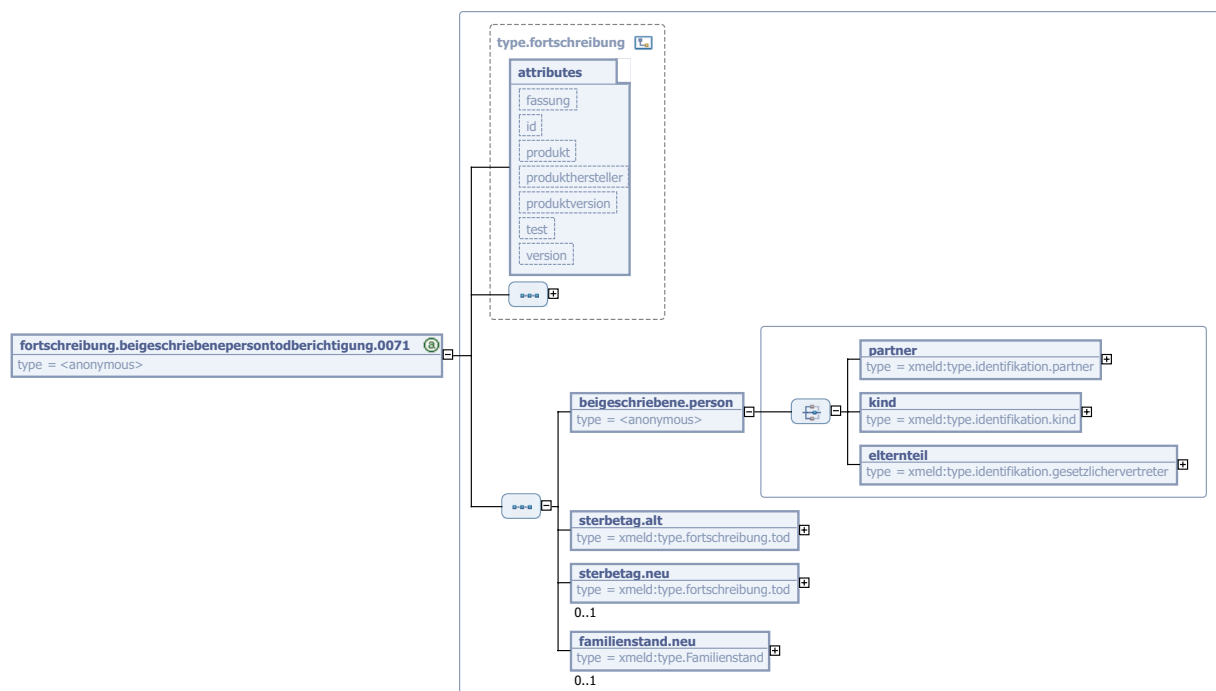 type.fortschreibung
attributes
fassung
id
produkt
produkthersteller
produktversion
test
version
fortschreibung.beigeschriebenepersontodberichtigung.0071
a
type = <anonymous>
beigeschriebene.person
type = <anonymous>
partner
type = xmeld:type.identifikation.partner
kind
type = xmeld:type.identifikation.kind
elternteil
type = xmeld:type.identifikation.gesetzlichervertreter
sterbetag.alt
type = xmeld:type.fortschreibung.tod
sterbetag.neu
type = xmeld:type.fortschreibung.tod
0..1
familienstand.neu
type = xmeld:type.Familienstand
0..1